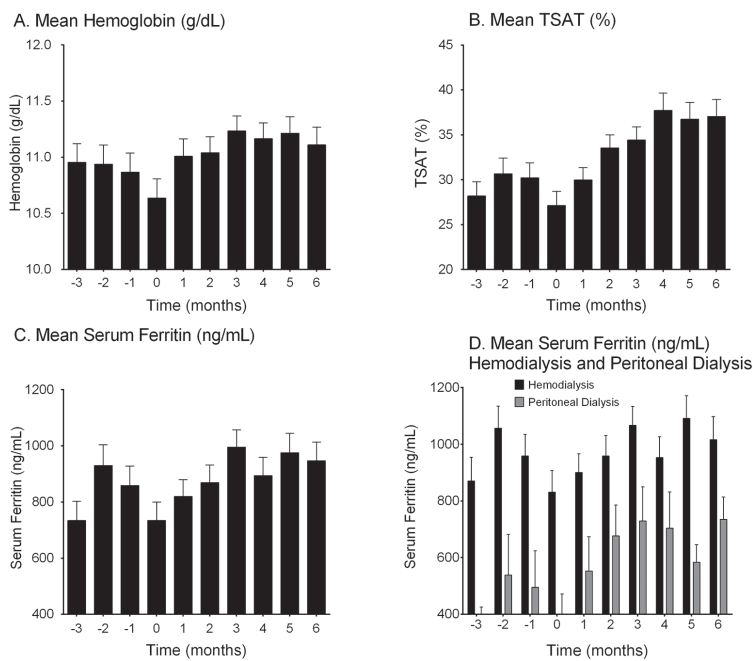 A. Mean Hemoglobin (g/dL)
12.0
11.5
11.0
10.5
10.0
Hemoglobin (g/dL)
-3 -2 -1 0 1 2 3 4 5 6
Time (months)
B. Mean TSAT (%)
45
40
35
30
25
20
TSAT (%)
-3 -2 -1 0 1 2 3 4 5 6
Time (months)
C. Mean Serum Ferritin (ng/mL)
1200
1000
800
600
400
Serum Ferritin (ng/mL)
-3 -2 -1 0 1 2 3 4 5 6
Time (months)
D. Mean Serum Ferritin (ng/mL)
Hemodialysis and Peritoneal Dialysis
Hemodialysis
Peritoneal Dialysis
1200
1000
800
600
400
Serum Ferritin (ng/mL)
-3 -2 -1 0 1 2 3 4 5 6
Time (months)